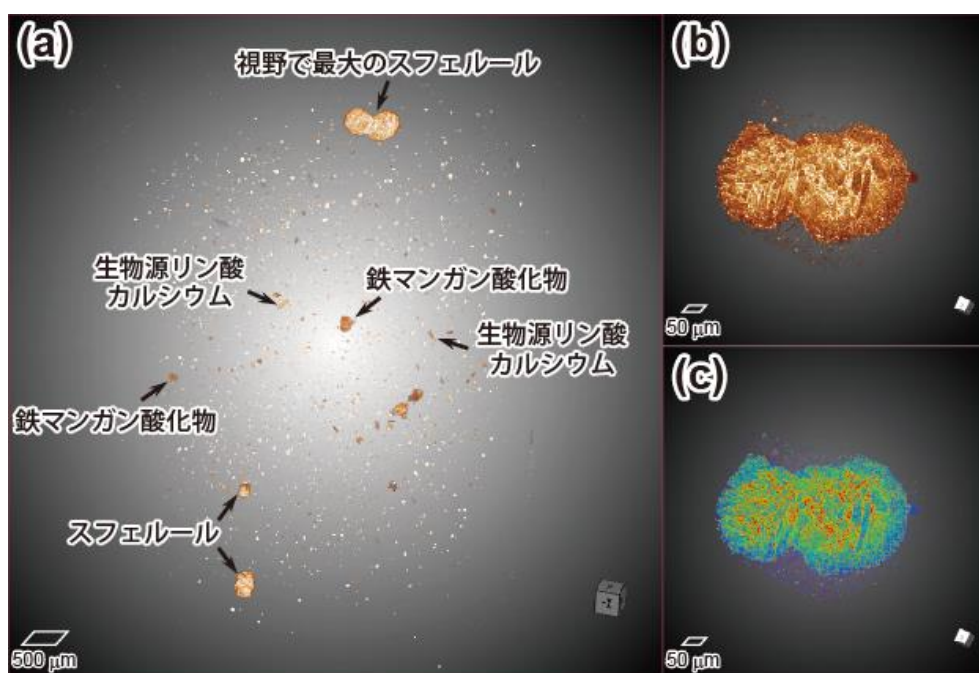 (a)
視野で最大のスフェルール
生物源リン酸
カルシウム
鉄マンガン酸化物
生物源リン酸
カルシウム
鉄マンガン酸化物
スフェルール
500 μm
(b)
50 μm
(c)
50 μm